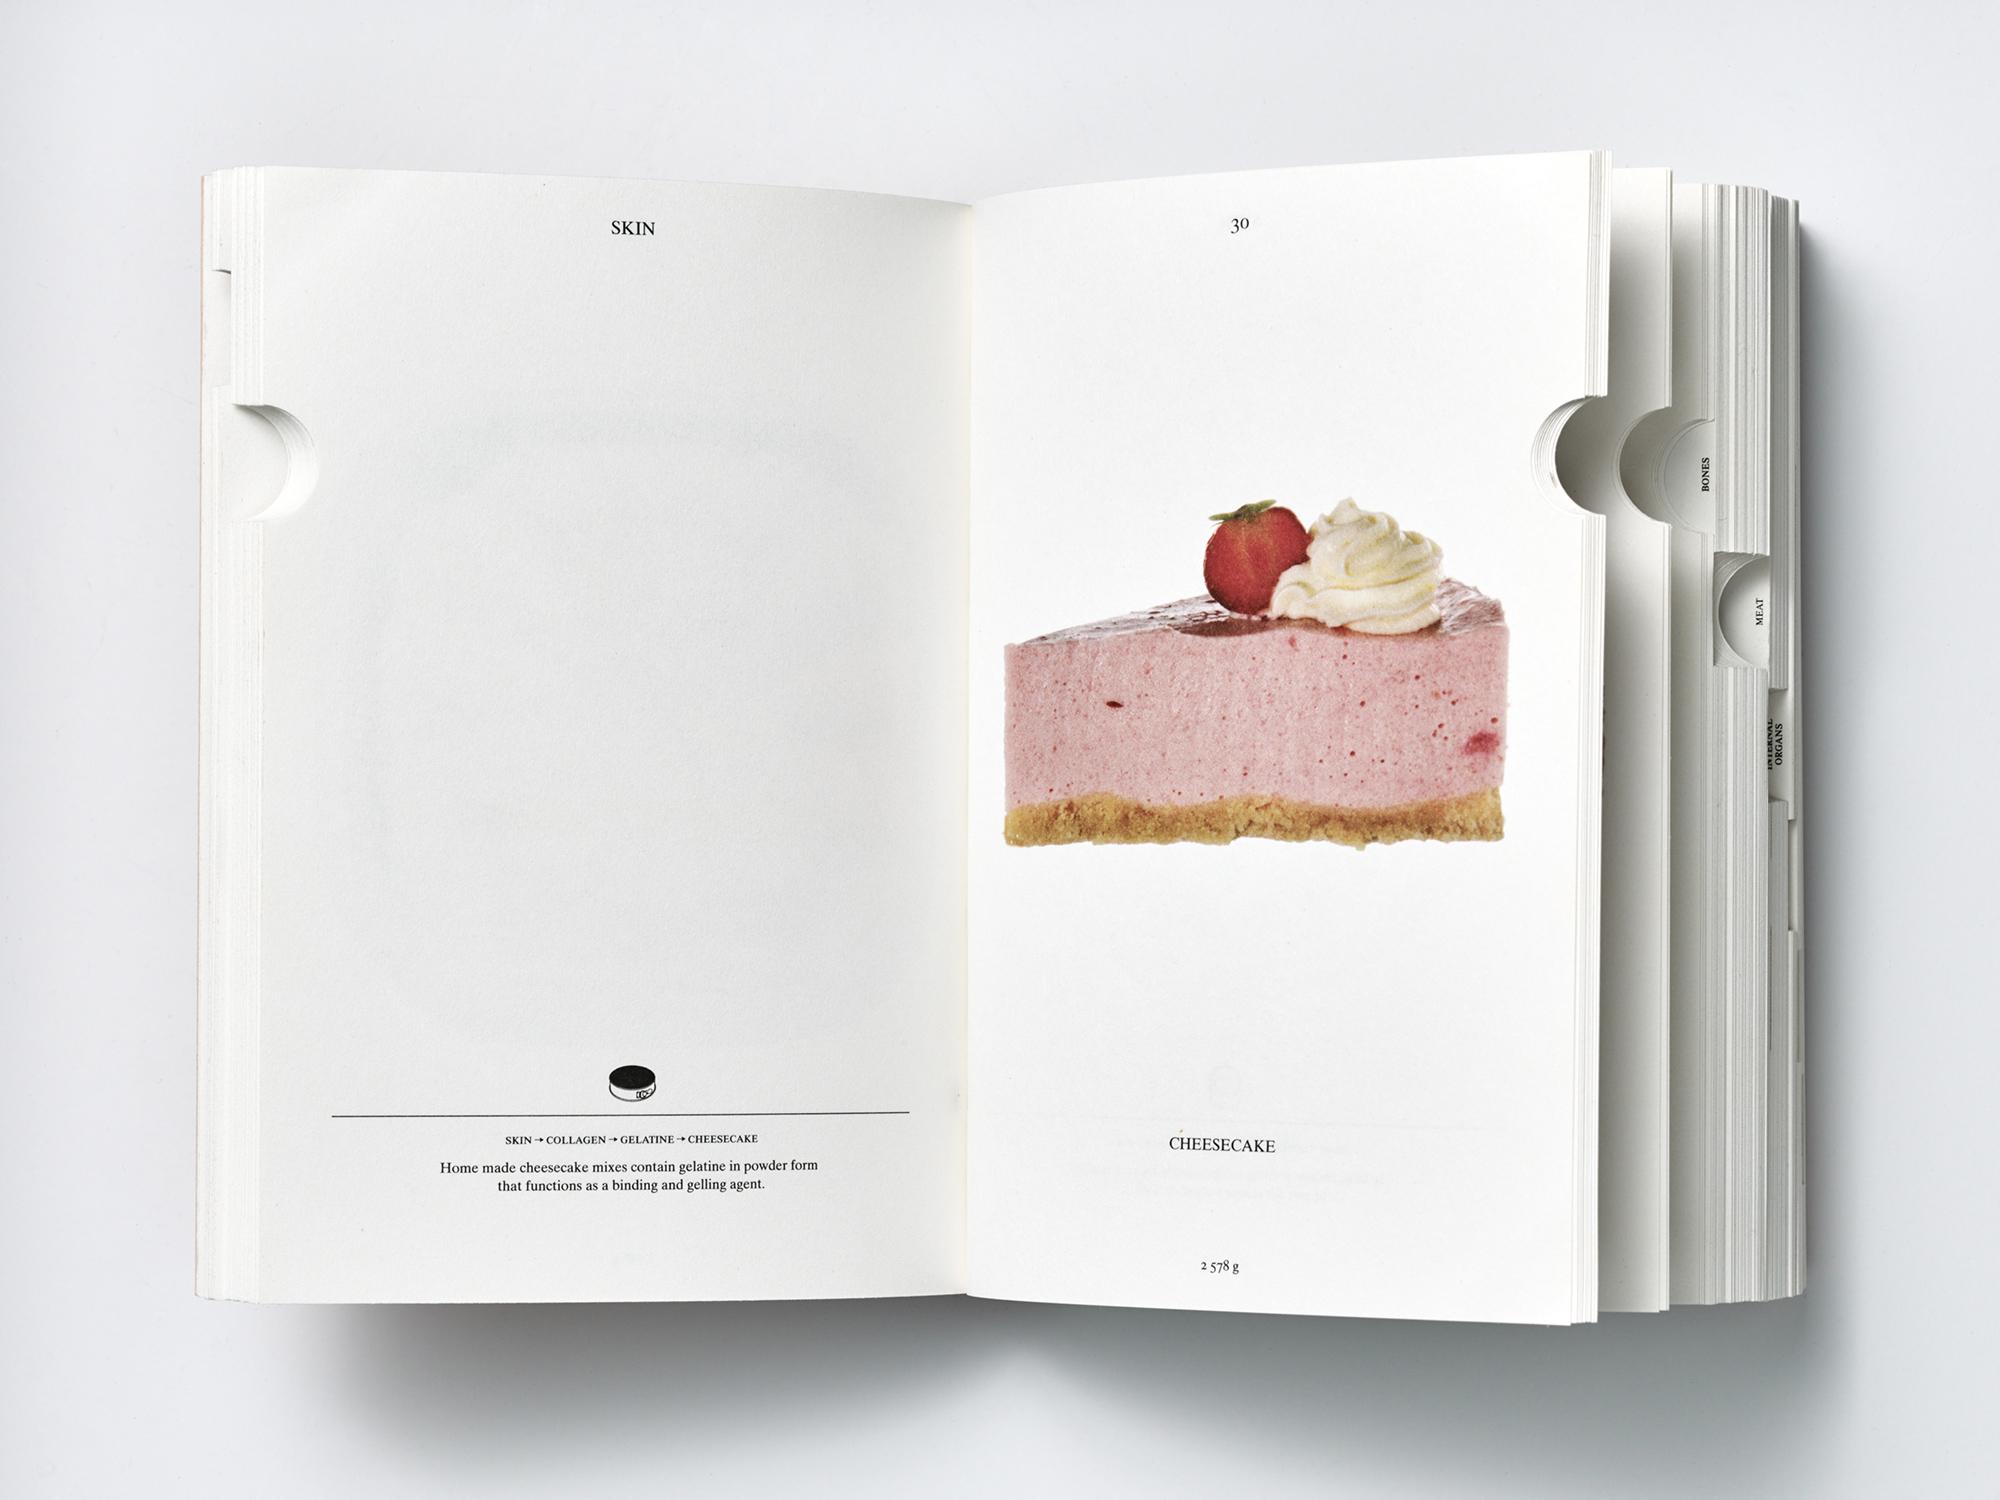 SKIN
SKIN → COLLAGEN → GELATINE → CHEESECAKE
Home made cheesecake mixes contain gelatine in powder form
that functions as a binding and gelling agent.
30
CHEESECAKE
2 578 g
BONES
MEAT
INTERNAL
ORGANS